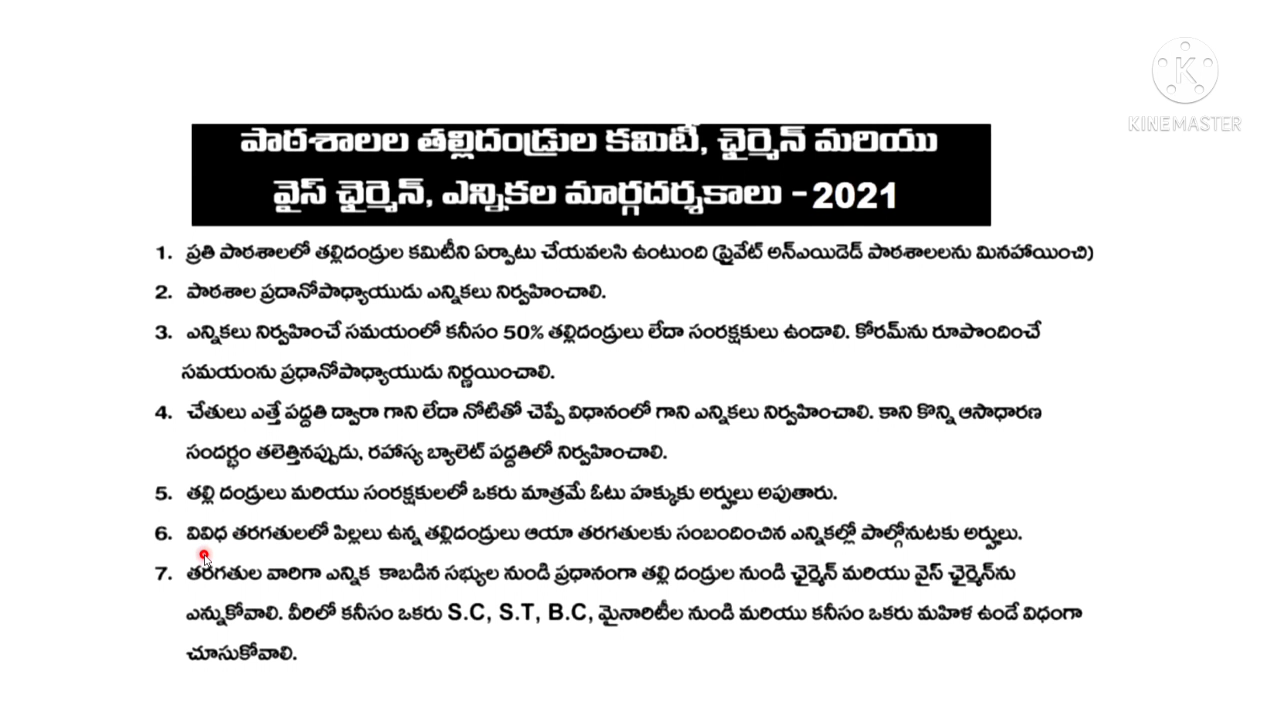 KINEMASTER
పాఠశాలల తల్లిదండ్రుల కమిటీ, ఛైర్మెన్ మరియు
వైస్ ఛైర్మెన్, ఎన్నికల మార్గదర్శకాలు - 2021
1. ప్రతి పాఠశాలలో తల్లిదండ్రుల కమిటీని ఏర్పాటు చేయవలసి ఉంటుంది (ప్రైవేట్ అన్ఎయిడెడ్ పాఠశాలలను మినహాయించి)
2. పాఠశాల ప్రదానోపాధ్యాయుడు ఎన్నికలు నిర్వహించాలి.
3. ఎన్నికలు నిర్వహించే సమయంలో కనీసం 50% తల్లిదండ్రులు లేదా సంరక్షకులు ఉండాలి. కోరమ్‌ను రూపొందించే
సమయంను ప్రధానోపాధ్యాయుడు నిర్ణయించాలి.
4. చేతులు ఎత్తే పద్దతి ద్వారా గాని లేదా నోటితో చెప్పే విధానంలో గాని ఎన్నికలు నిర్వహించాలి. కాని కొన్ని ఆసాధారణ
సందర్భం తలెత్తినప్పుడు, రహాస్య బ్యాలెట్ పద్దతిలో నిర్వహించాలి.
5. తల్లి దండ్రులు మరియు సంరక్షకులలో ఒకరు మాత్రమే ఓటు హక్కుకు అర్హులు అవుతారు.
6. వివిధ తరగతులలో పిల్లలు ఉన్న తల్లిదండ్రులు ఆయా తరగతులకు సంబందించిన ఎన్నికల్లో పాల్గోనుటకు అర్హులు.
7. తరగతుల వారిగా ఎన్నిక కాబడిన సభ్యుల నుండి ప్రధానంగా తల్లి దండ్రుల నుండి ఛైర్మెన్ మరియు వైస్ ఛైర్మెన్‌ను
ఎన్నుకోవాలి. వీరిలో కనీసం ఒకరు S.C, S.T, B.C, మైనారిటీల నుండి మరియు కనీసం ఒకరు మహిళ ఉండే విధంగా
చూసుకోవాలి.